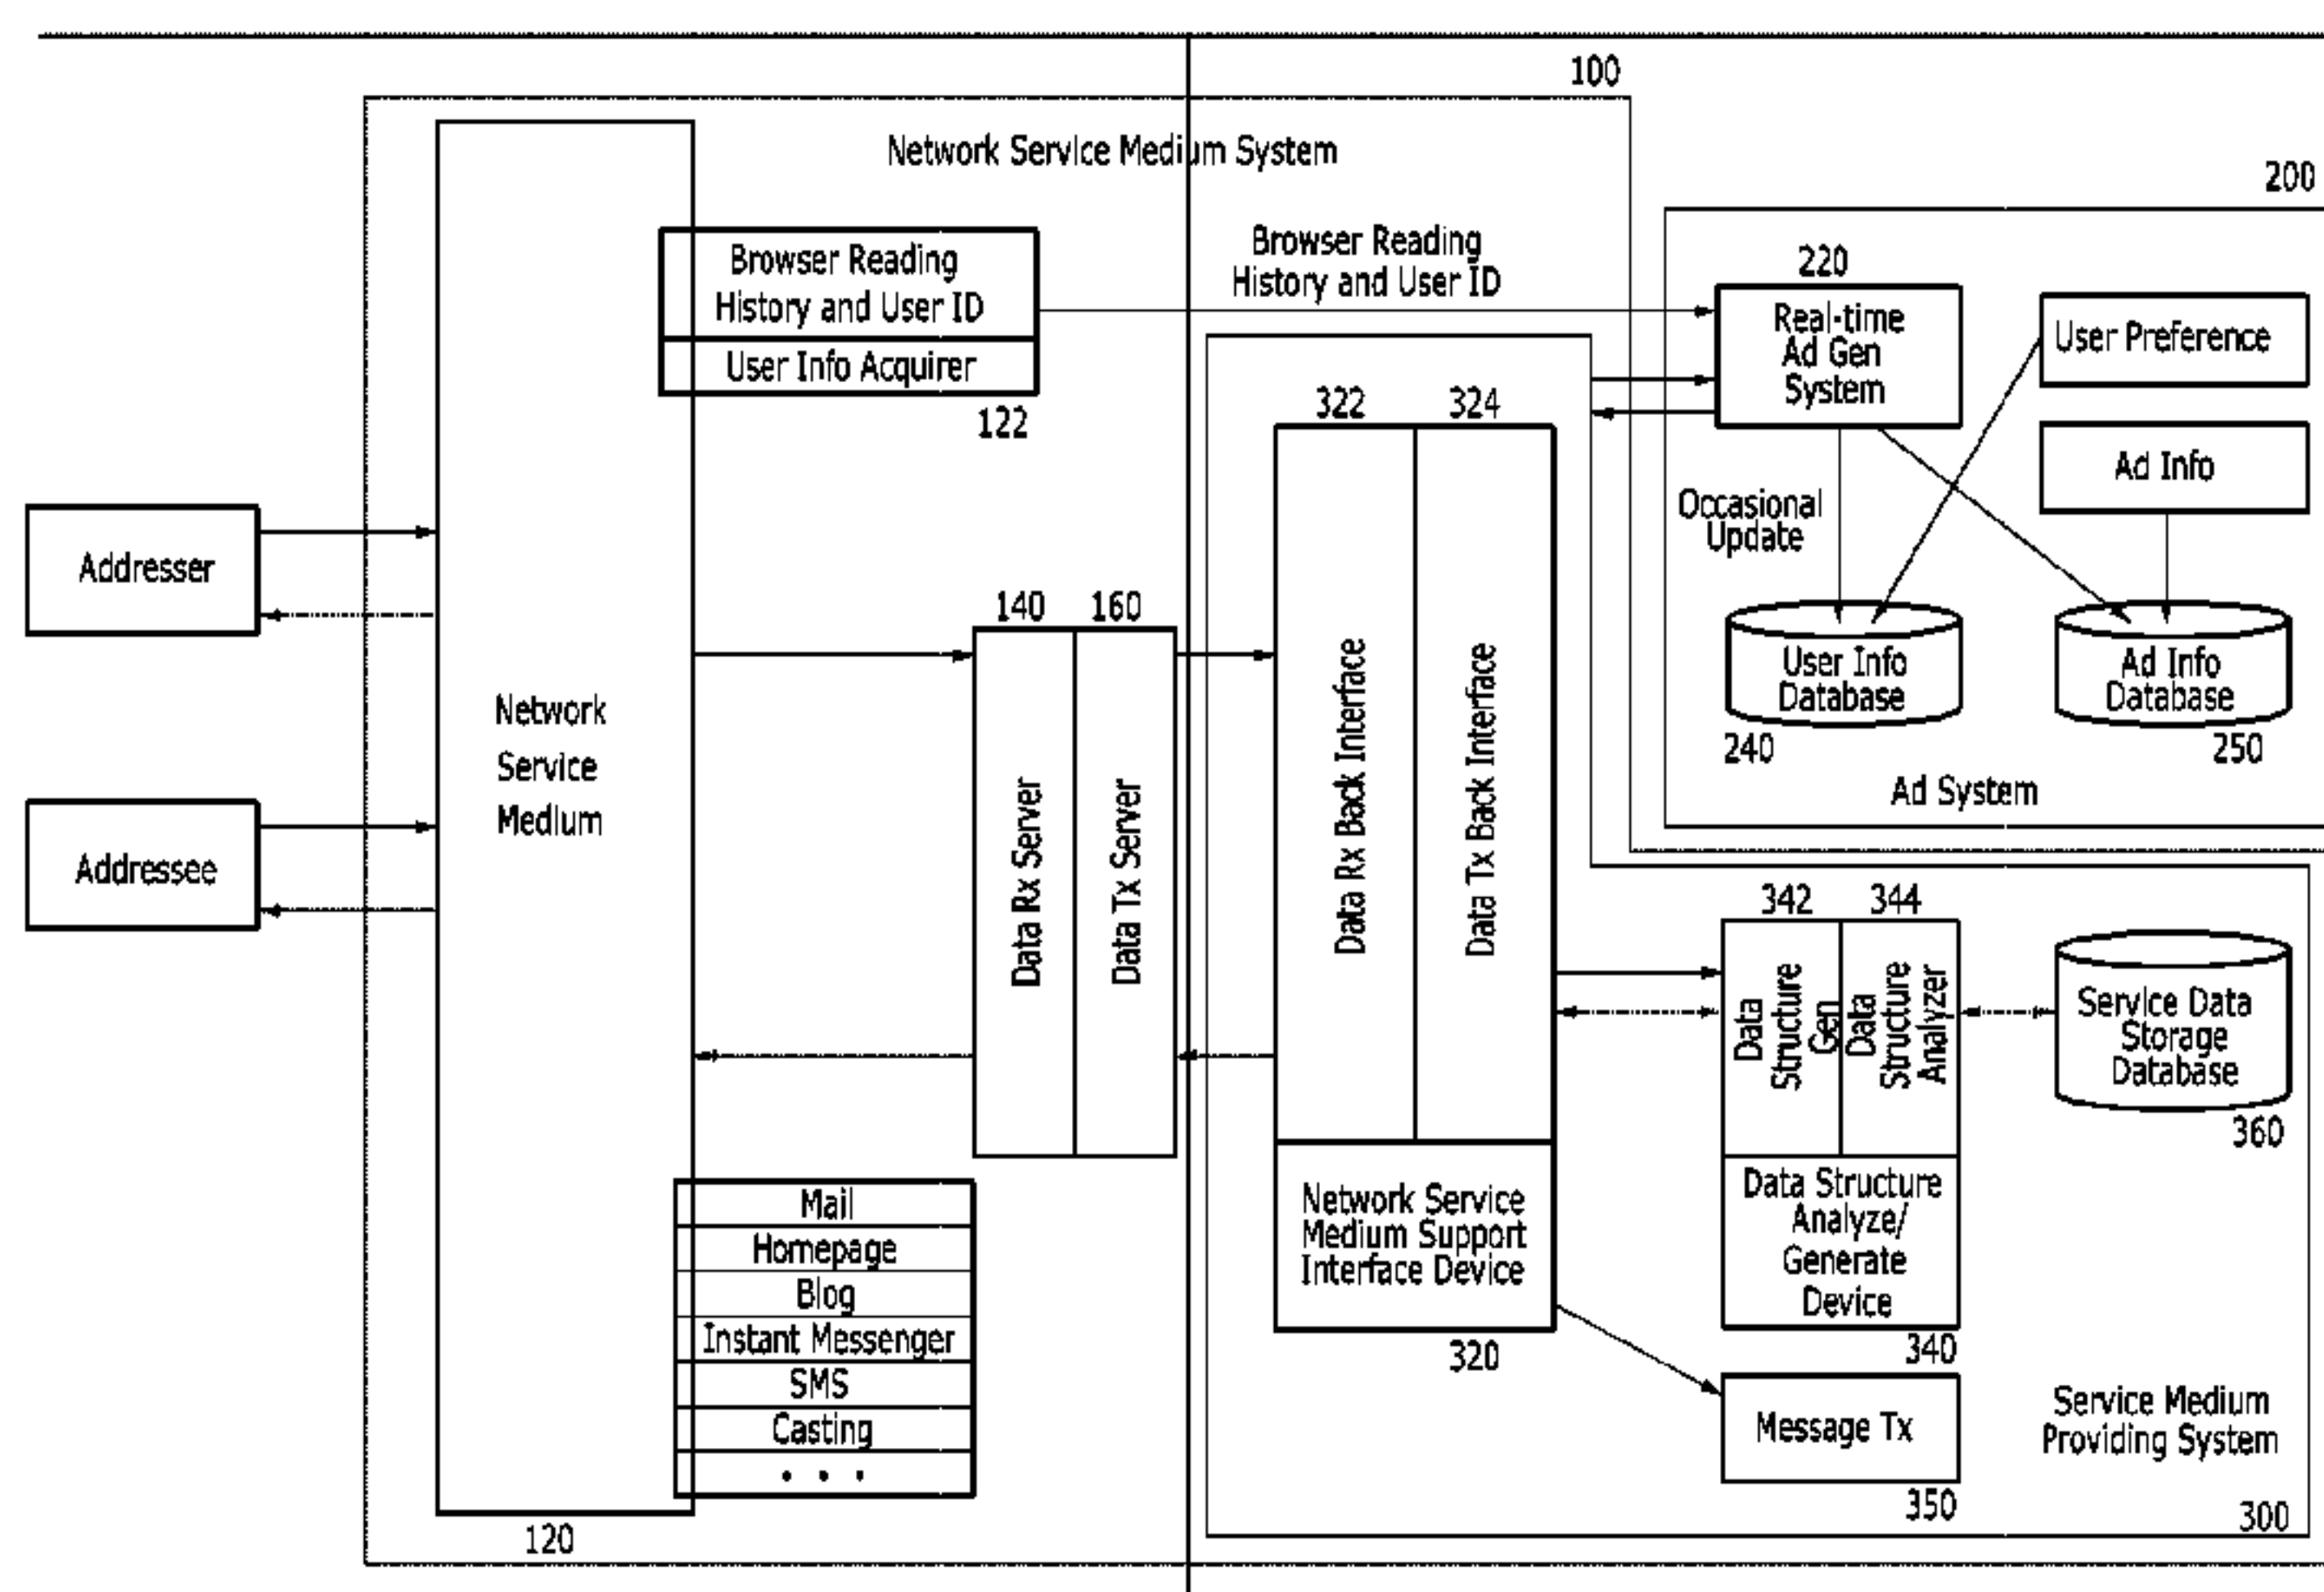 100
Network Service Medium System
200
Browser Reading
History and User ID
User Info Acquirer
122
Browser Reading
History and User ID
220
Real-time
Ad Gen
System
User Preference
Ad Info
Occasional
Update
User Info
Database
240
Ad Info
Database
250
Ad System
Addresser
Addressee
Network
Service
Medium
120
140
160
Data Rx Server
Data Tx Server
322
324
Data Rx Back Interface
Data Tx Back Interface
Network Service
Medium Support
Interface Device
320
342
344
Data
Structure
Gen
Data
Structure
Analyzer
Data Structure
Analyze/
Generate
Device
340
Service Data
Storage
Database
360
Message Tx
350
Service Medium
Providing System
300
Mail
Homepage
Blog
Instant Messenger
SMS
Casting
• • •